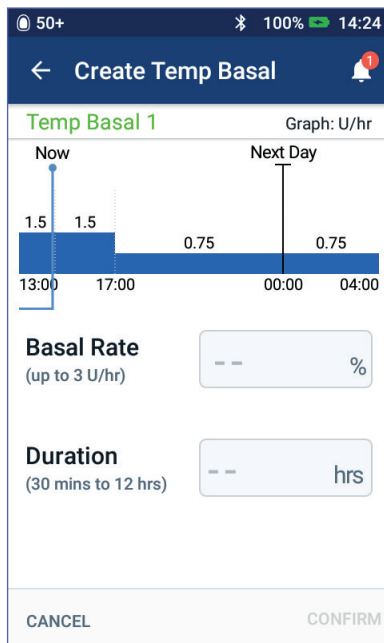 50+ 100% 14:24
← Create Temp Basal 1
Temp Basal 1 Graph: U/hr
Now Next Day
1.5 1.5 0.75 0.75
13:00 17:00 00:00 04:00
Basal Rate
(up to 3 U/hr) -- %
Duration
(30 mins to 12 hrs) -- hrs
CANCEL CONFIRM